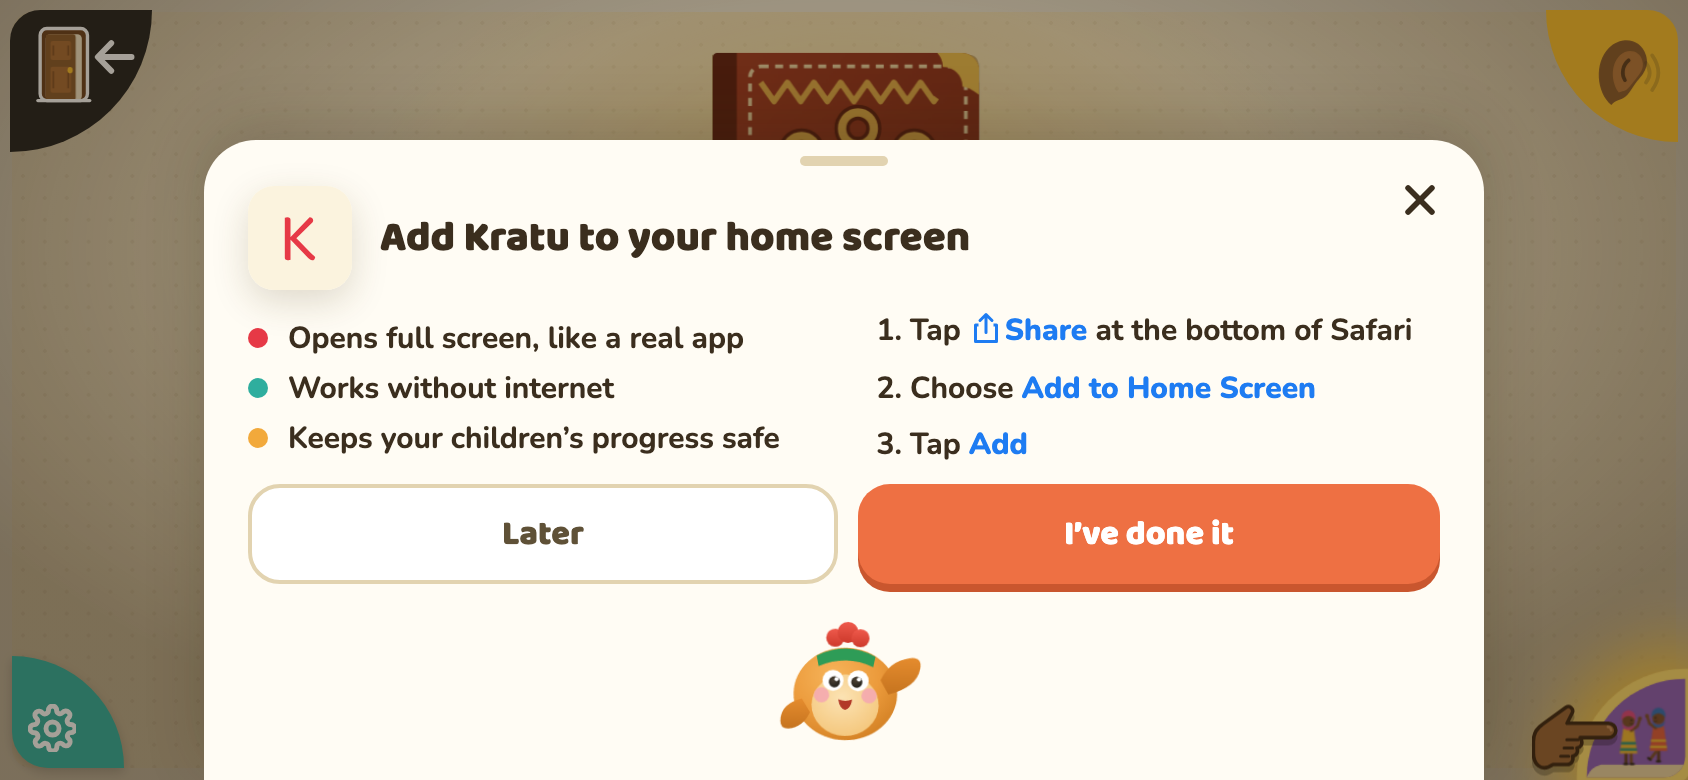 K
Add Kratu to your home screen
Opens full screen, like a real app
Works without internet
Keeps your children’s progress safe
1. Tap Share at the bottom of Safari
2. Choose Add to Home Screen
3. Tap Add
Later
I’ve done it